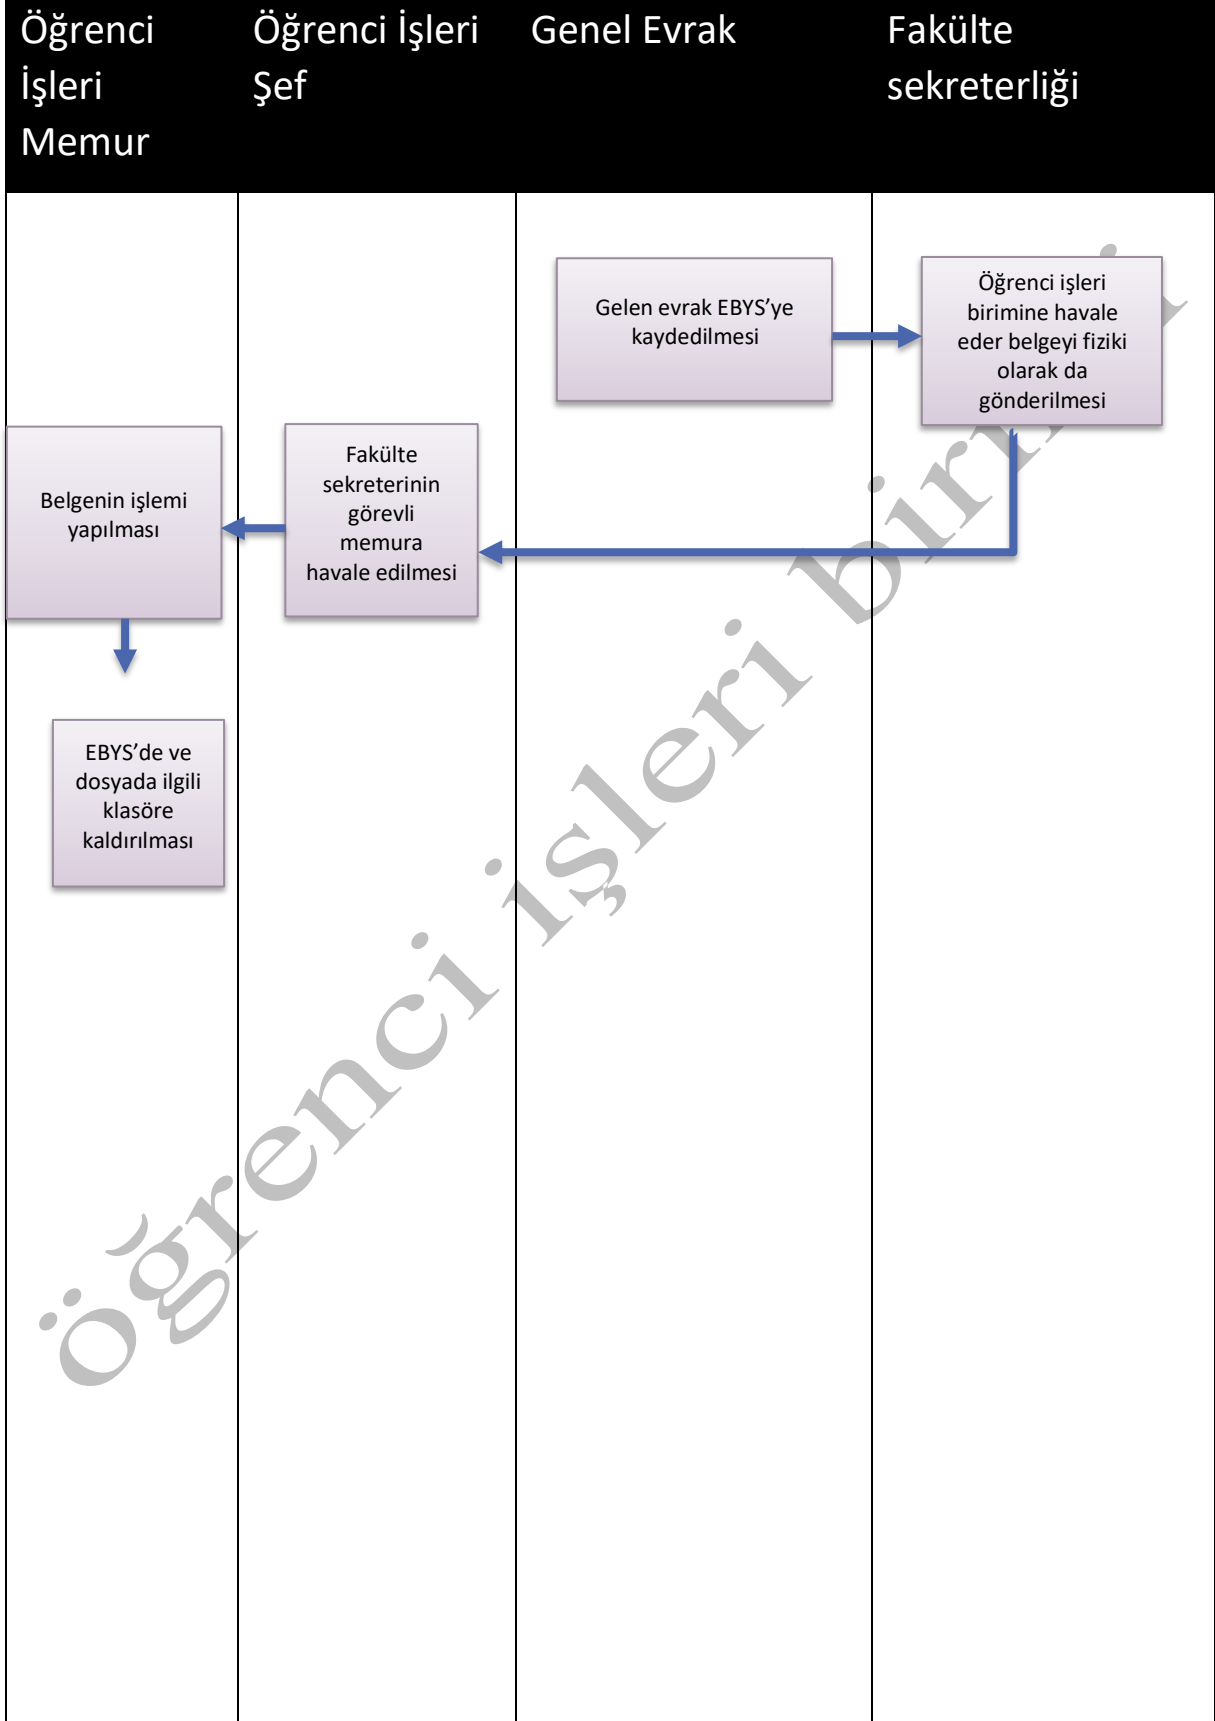 Öğrenci
İşleri
Memur
Öğrenci İşleri
Şef
Genel Evrak
Fakülte
sekreterliği
Gelen evrak EBYS’ye
kaydedilmesi
Öğrenci işleri
birimine havale
eder belgeyi fiziki
olarak da
gönderilmesi
Fakülte
sekreterinin
görevli
memura
havale edilmesi
Belgenin işlemi
yapılması
EBYS’de ve
dosyada ilgili
klasöre
kaldırılması
öğrenci işleri birimi